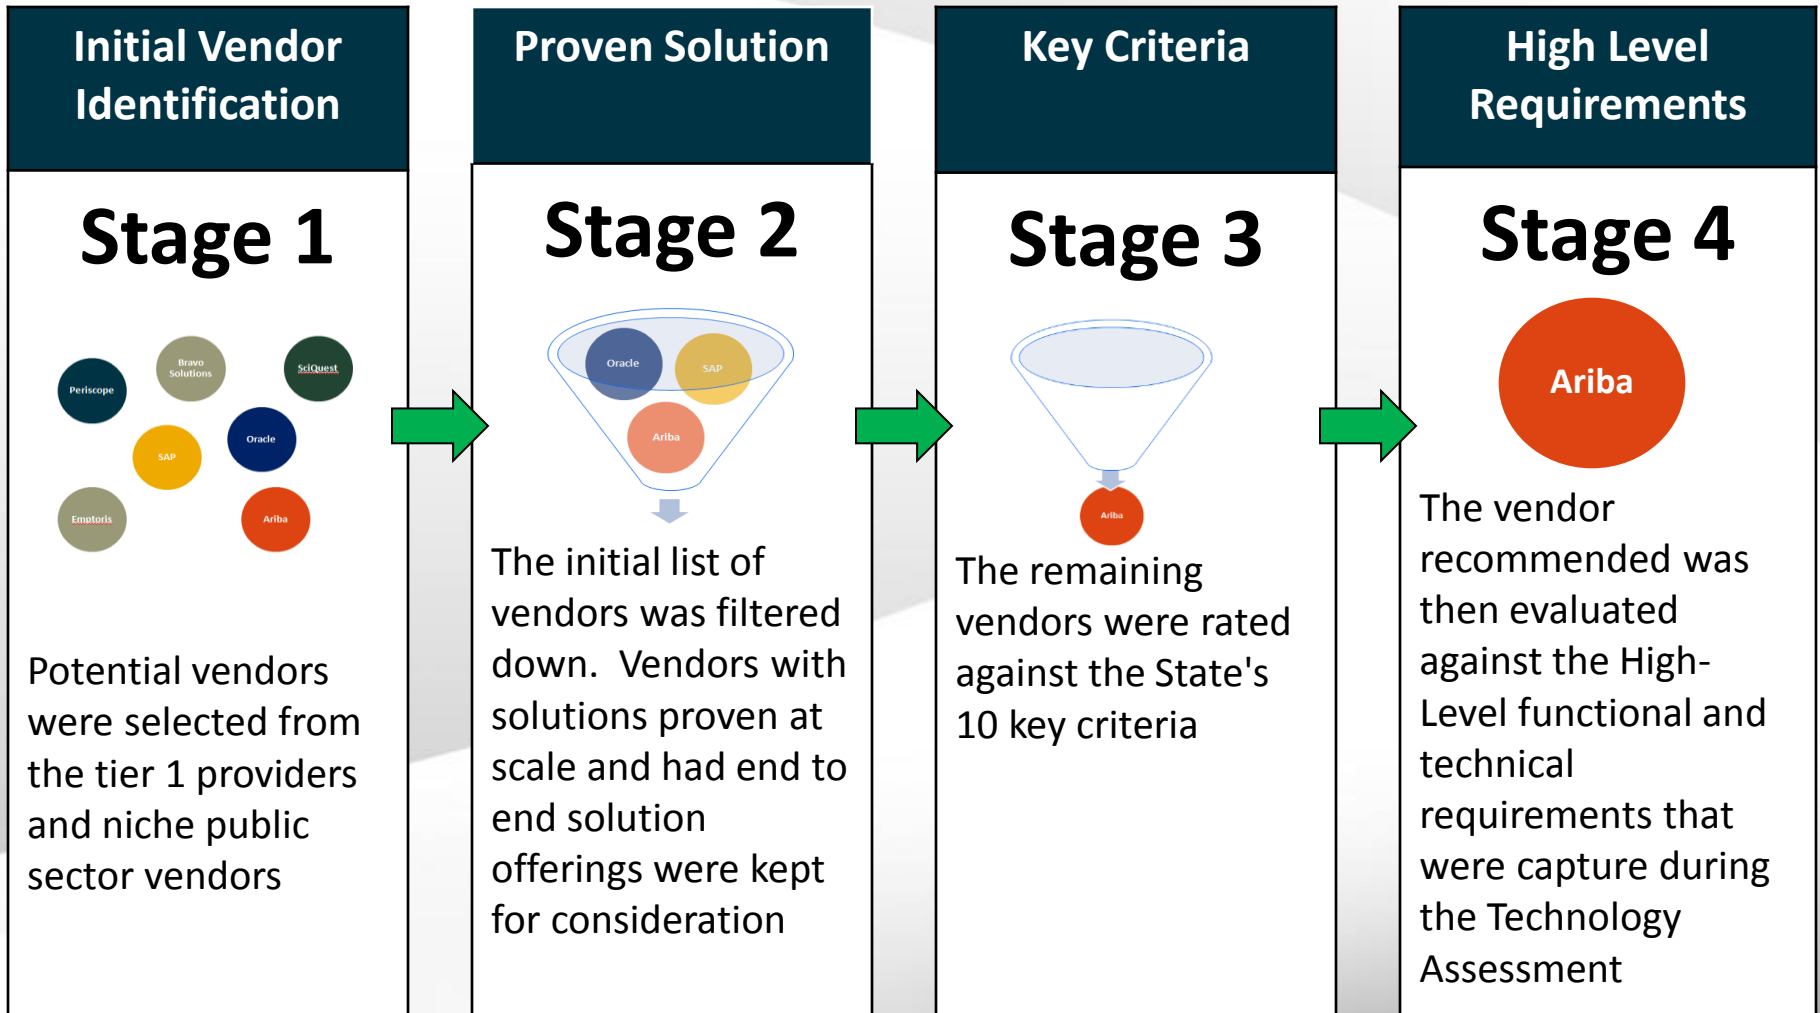 Initial Vendor
Identification
Stage 1
Periscope
Bravo
Solutions
SciQuest
SAP
Oracle
Emptoris
Ariba
Potential vendors
were selected from
the tier 1 providers
and niche public
sector vendors
Proven Solution
Stage 2
Oracle
SAP
Ariba
The initial list of
vendors was filtered
down.  Vendors with
solutions proven at
scale and had end to
end solution
offerings were kept
for consideration
Key Criteria
Stage 3
Ariba
The remaining
vendors were rated
against the State's
10 key criteria
High Level
Requirements
Stage 4
Ariba
The vendor
recommended was
then evaluated
against the High-
Level functional and
technical
requirements that
were capture during
the Technology
Assessment